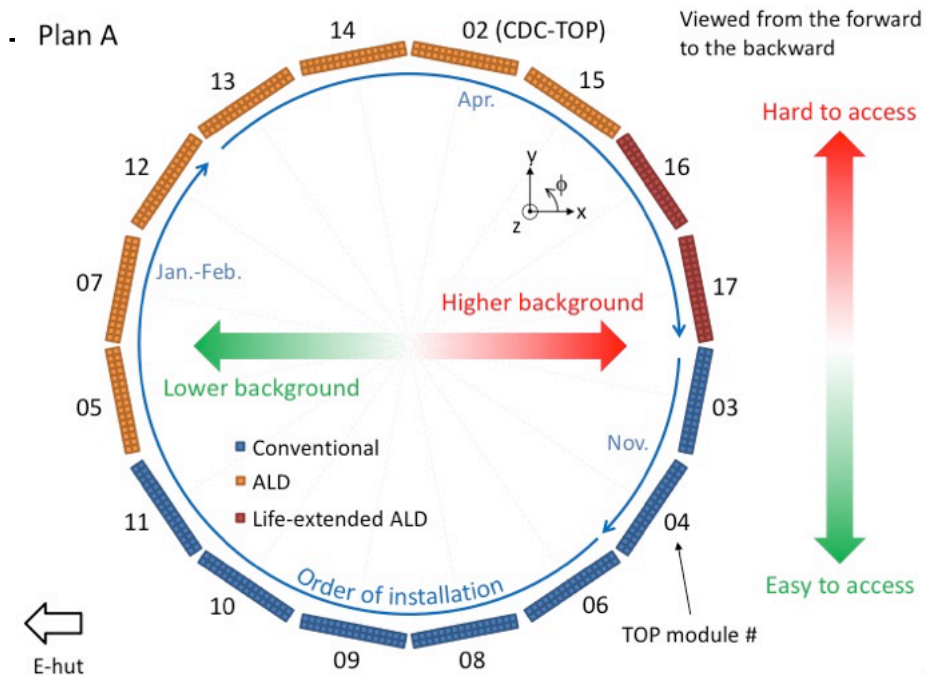 - Plan A
14
02 (CDC-TOP)
Viewed from the forward
to the backward
13
15
Apr.
Hard to access
12
16
y
ϕ
x
z
07
Jan.-Feb.
17
Higher background
Lower background
05
03
Nov.
Conventional
ALD
Life-extended ALD
11
04
Order of installation
Easy to access
10
06
TOP module #
09
08
E-hut